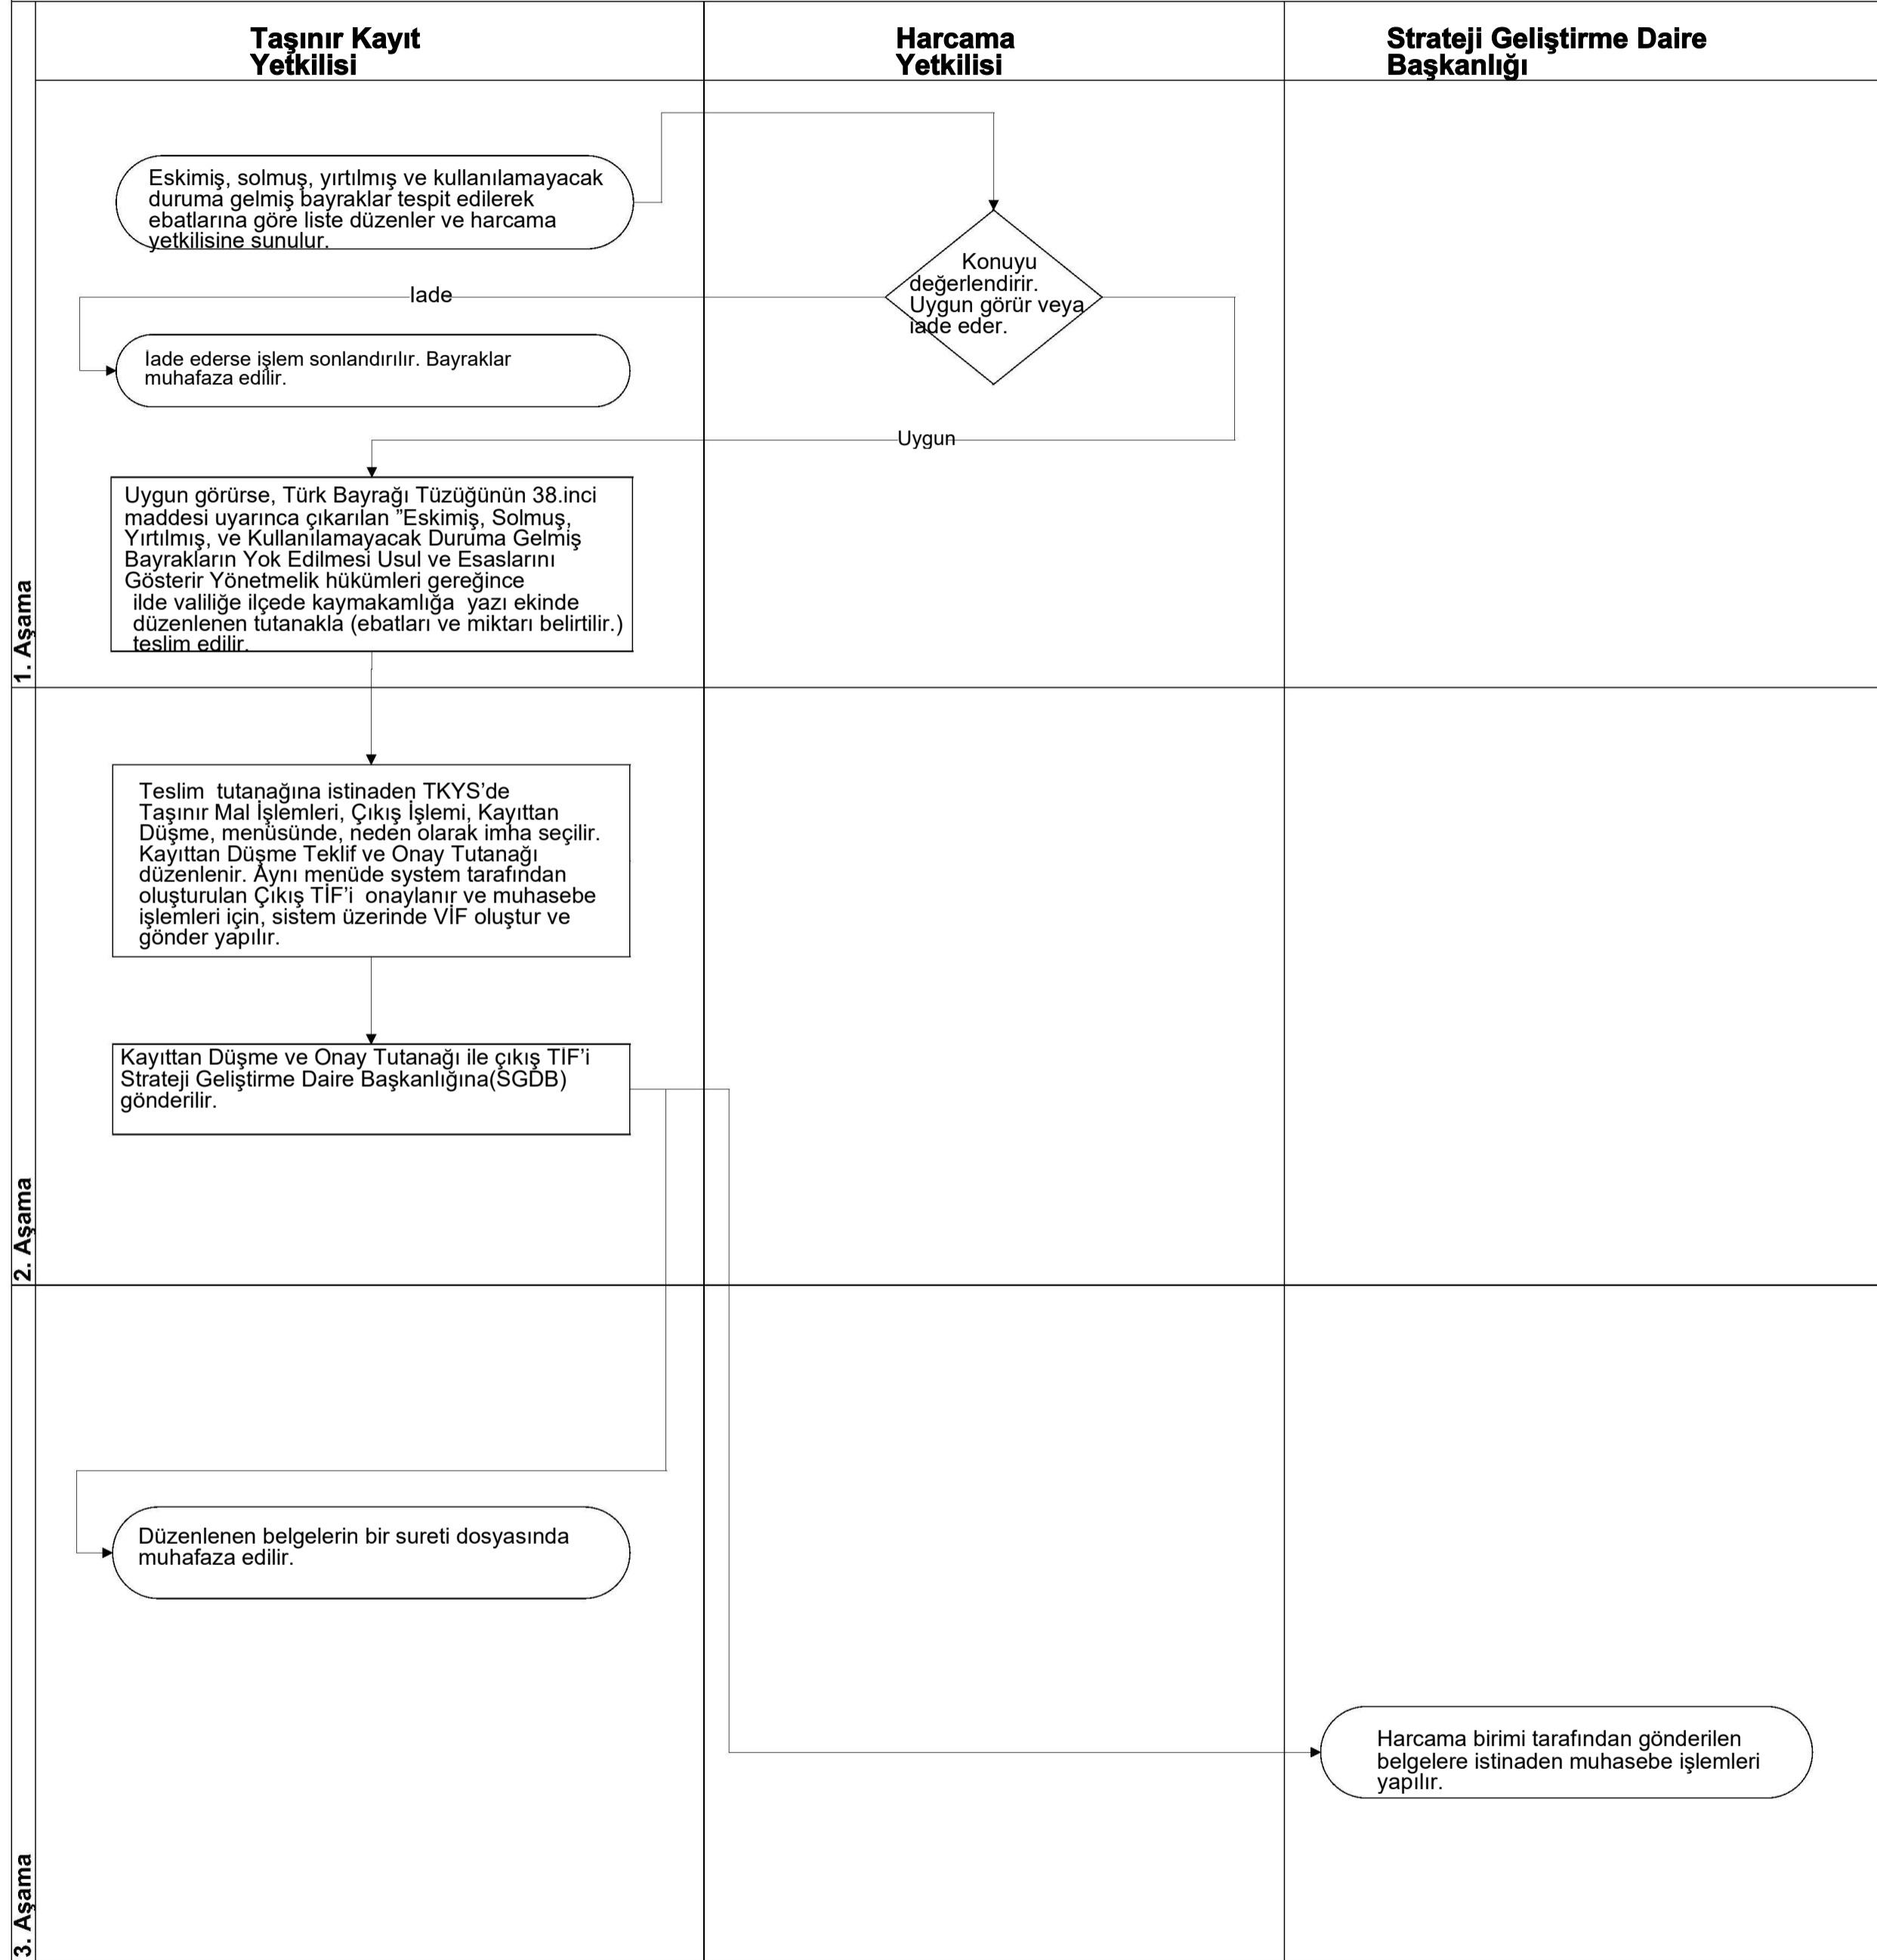 Taşınır Kayıt
Yetkilisi
Harcama
Yetkilisi
Strateji Geliştirme Daire
Başkanlığı
1. Aşama
Eskimiş, solmuş, yırtılmış ve kullanılamayacak
duruma gelmiş bayraklar tespit edilerek
ebatlarına göre liste düzenler ve harcama
yetkilisine sunulur.
Konuyu
değerlendirir.
Uygun görür veya
iade eder.
Iade
İade ederse işlem sonlandırılır. Bayraklar
muhafaza edilir.
Uygun
Uygun görürse, Türk Bayrağı Tüzüğünün 38.inci
maddesi uyarınca çıkarılan ”Eskimiş, Solmuş,
Yırtılmış, ve Kullanılamayacak Duruma Gelmiş
Bayrakların Yok Edilmesi Usul ve Esaslarını
Gösterir Yönetmelik hükümleri gereğince
ilde valiliğe ilçede kaymakamlığa yazı ekinde
düzenlenen tutanakla (ebatları ve miktarı belirtilir.)
teslim edilir.
2. Aşama
Teslim tutanağına istinaden TKYS’de
Taşınır Mal İşlemleri, Çıkış İşlemi, Kayıttan
Düşme, menüsünde, neden olarak imha seçilir.
Kayıttan Düşme Teklif ve Onay Tutanağı
düzenlenir. Aynı menüde system tarafından
oluşturulan Çıkış TİF’i onaylanır ve muhasebe
işlemleri için, sistem üzerinde VİF oluştur ve
gönder yapılır.
Kayıttan Düşme ve Onay Tutanağı ile çıkış TİF’i
Strateji Geliştirme Daire Başkanlığına(SGDB)
gönderilir.
3. Aşama
Düzenlenen belgelerin bir sureti dosyasında
muhafaza edilir.
Harcama birimi tarafından gönderilen
belgelere istinaden muhasebe işlemleri
yapılır.